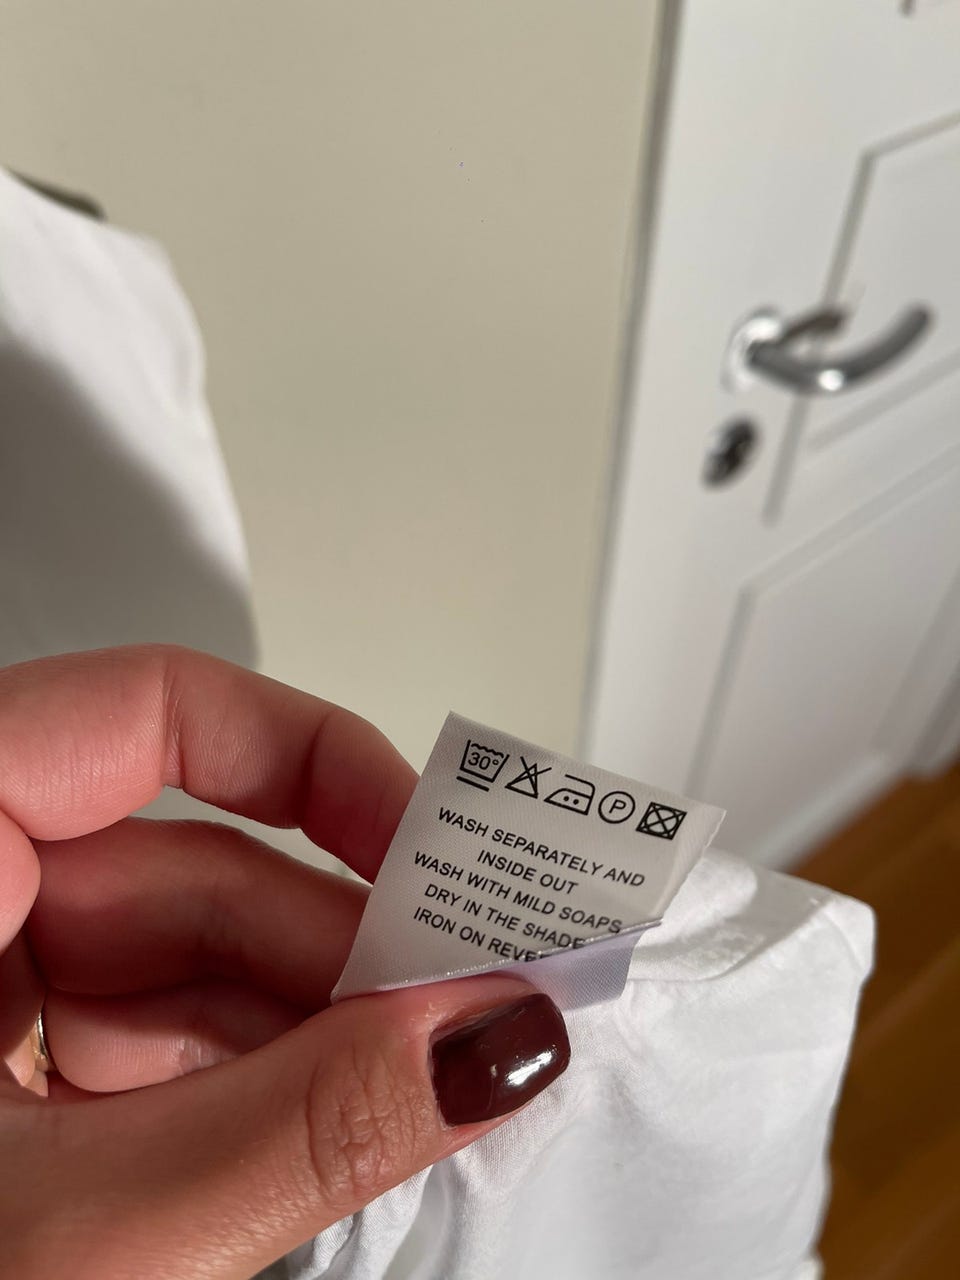 30°
P
WASH SEPARATELY AND
INSIDE OUT
WASH WITH MILD SOAPS
DRY IN THE SHADE
IRON ON